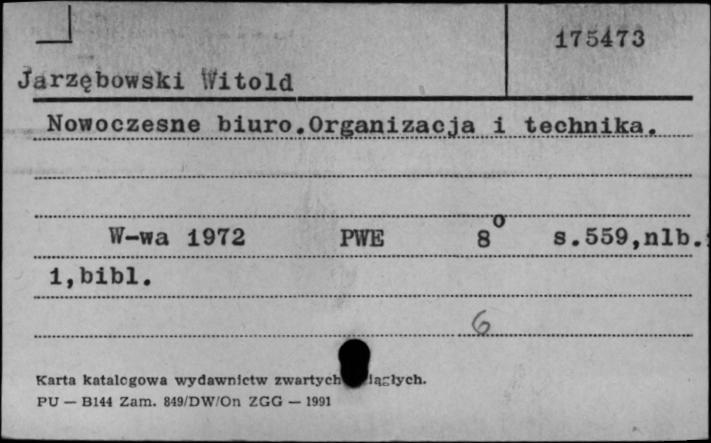 175473
Jarzębowski Witold
Nowoczesne biuro.Organizacja i technika.
W-wa 1972 PWE 8° s.559,nlb.
1,bibl.
6
Karta katalogowa wydawnictw zwartych
PU — B144 Zam. 849/DW/On ZGG — 1991